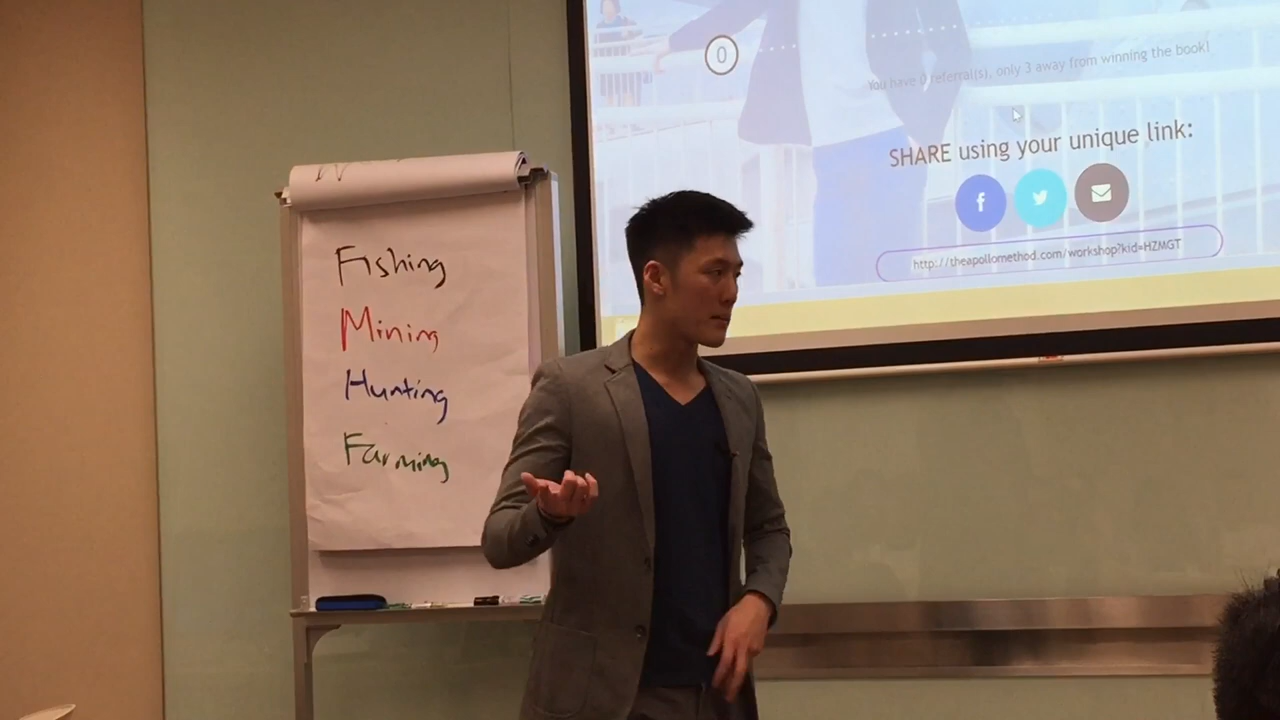 Fishing
Mining
Hunting
Farming
0
You have 0 referral(s), only 3 away from winning the book!
SHARE using your unique link:
f
http://theapollomethod.com/workshop?kid=HZMGT